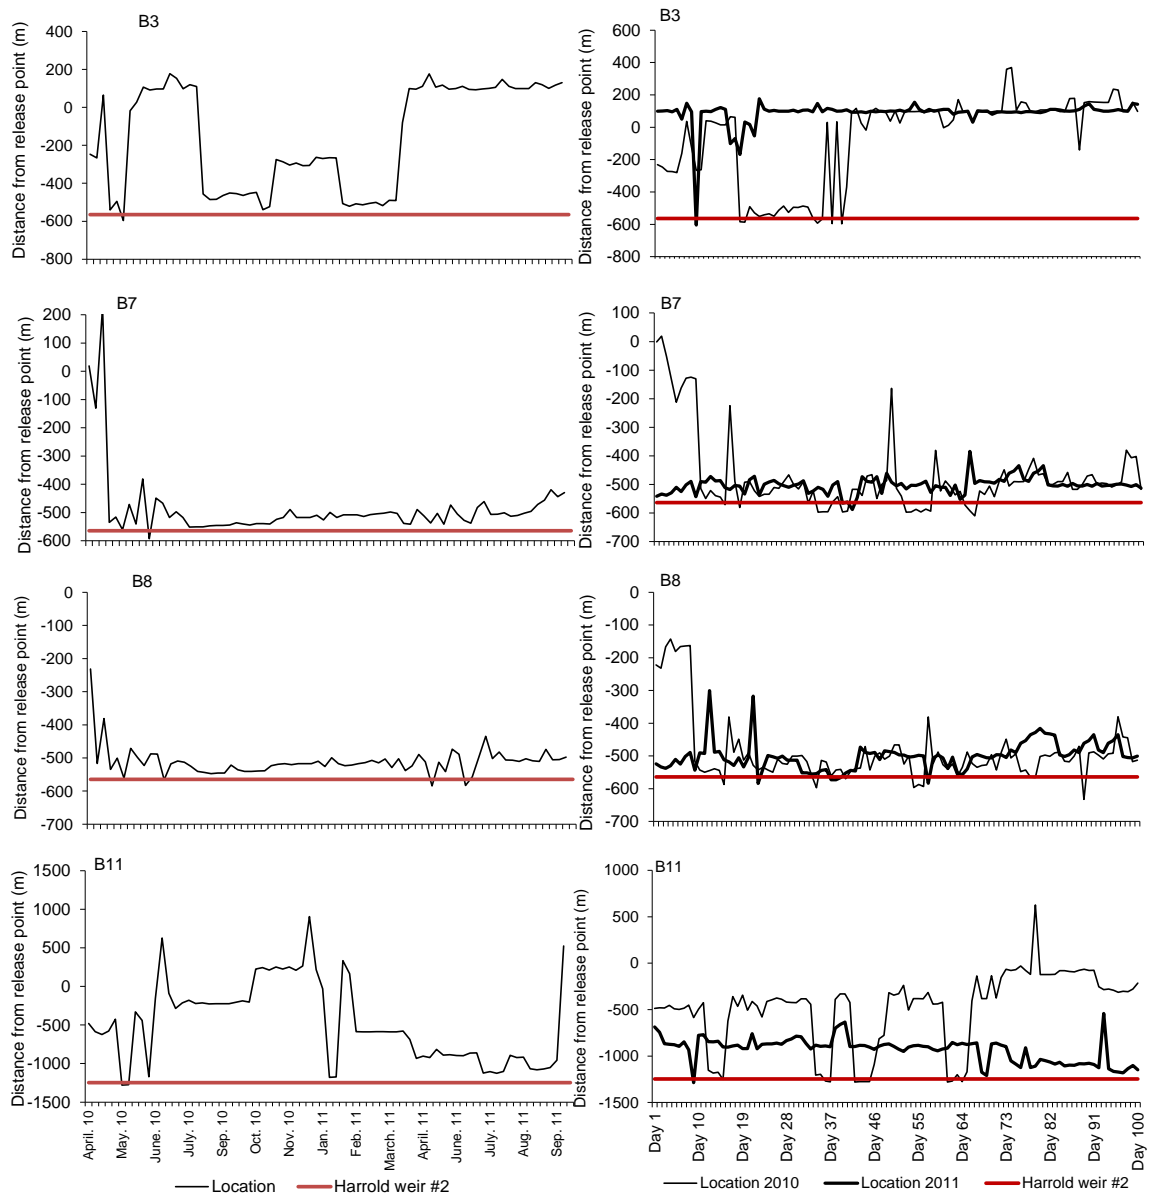 B3
Distance from release point (m)
400
200
0
-200
-400
-600
-800
B3
Distance from release point (m)
600
400
200
0
-200
-400
-600
-800
B7
Distance from release point (m)
200
100
0
-100
-200
-300
-400
-500
-600
B7
Distance from release point (m)
100
0
-100
-200
-300
-400
-500
-600
-700
B8
Distance from release point (m)
0
-100
-200
-300
-400
-500
-600
-700
B8
Distance from release point (m)
0
-100
-200
-300
-400
-500
-600
-700
B11
Distance from release point (m)
1500
1000
500
0
-500
-1000
-1500
April. 10
May. 10
June. 10
July. 10
Sep. 10
Oct. 10
Nov. 10
Jan. 11
Feb. 11
March. 11
April. 11
June. 11
July. 11
Aug. 11
Sep. 11
Location
Harrold weir #2
B11
Distance from release point (m)
1000
500
0
-500
-1000
-1500
Day 1
Day 10
Day 19
Day 28
Day 37
Day 46
Day 55
Day 64
Day 73
Day 82
Day 91
Day 100
Location 2010
Location 2011
Harrold weir #2